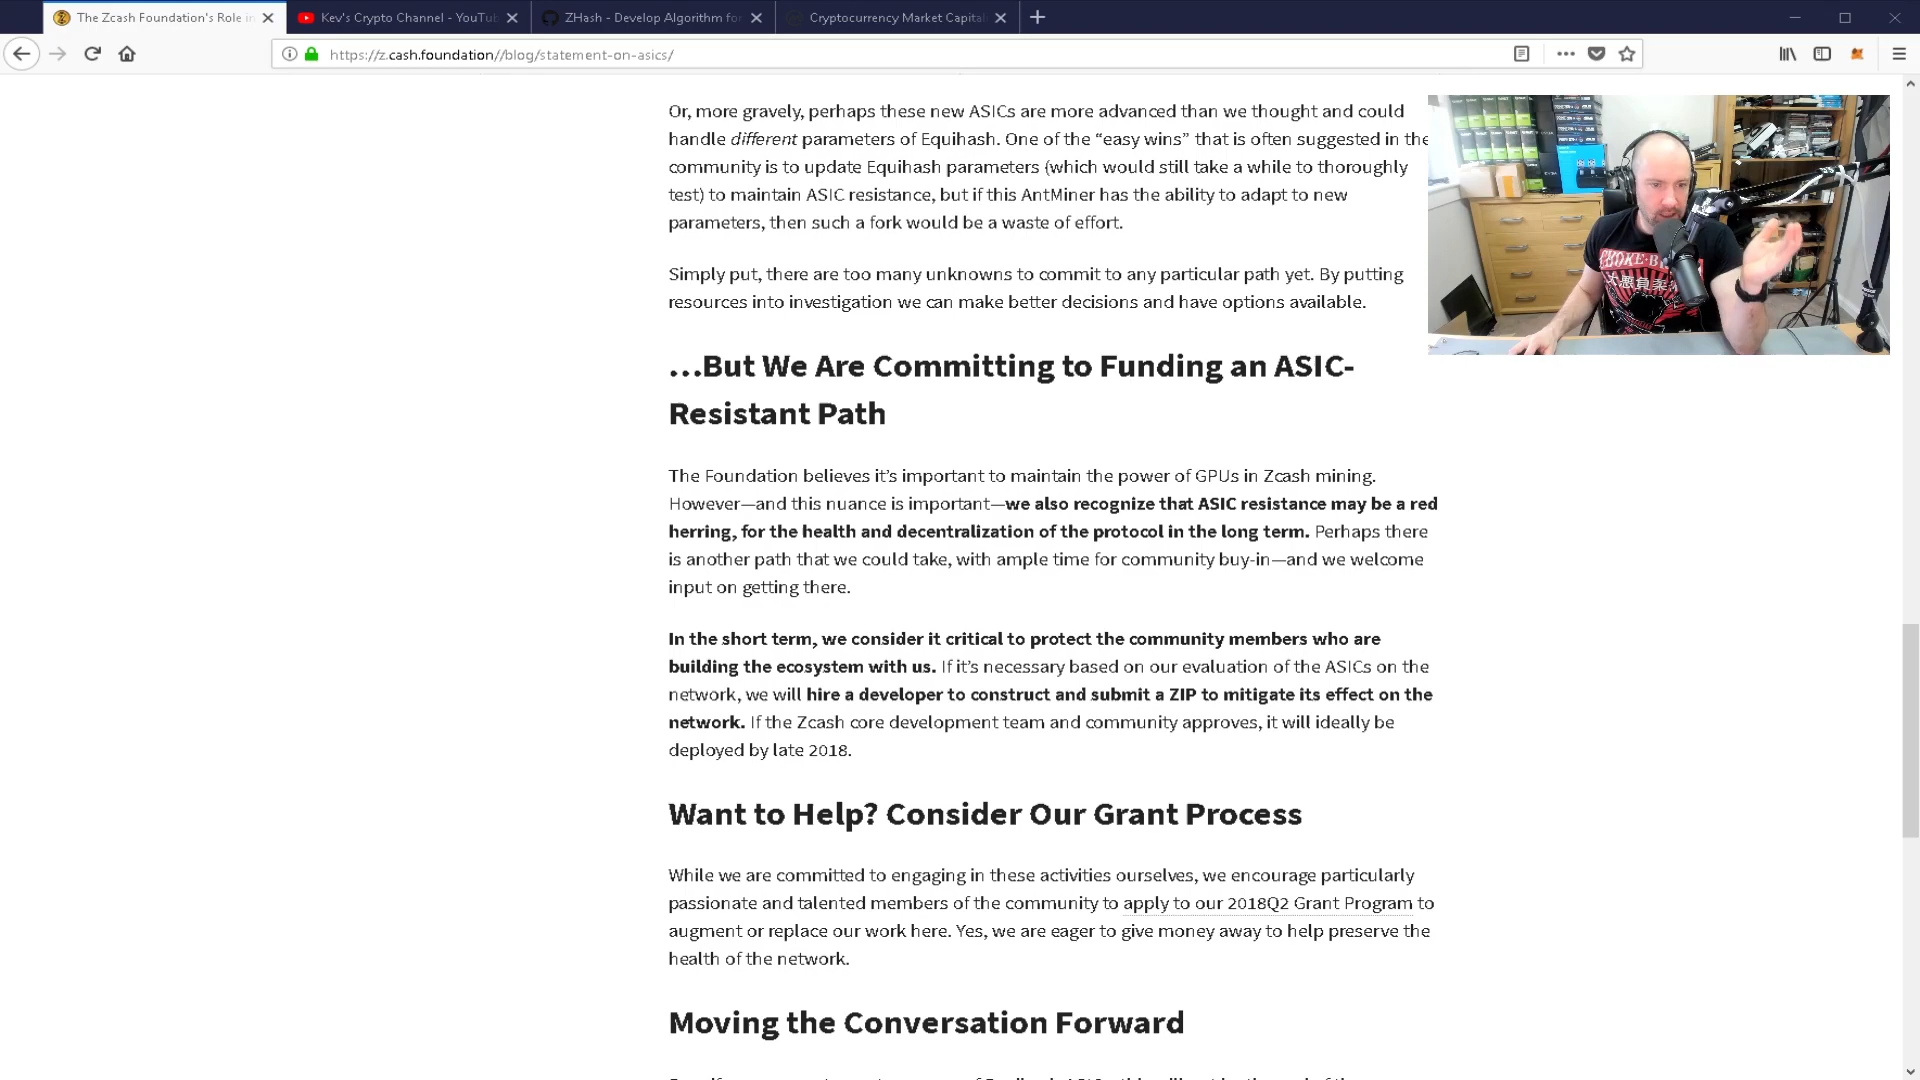 The Zcash Foundation's Role in
Kev's Crypto Channel - YouTub
ZHash - Develop Algorithm for
Cryptocurrency Market Capital
https://z.cash.foundation//blog/statement-on-asics/
Or, more gravely, perhaps these new ASICs are more advanced than we thought and could
handle different parameters of Equihash. One of the “easy wins” that is often suggested in the
community is to update Equihash parameters (which would still take a while to thoroughly
test) to maintain ASIC resistance, but if this AntMiner has the ability to adapt to new
parameters, then such a fork would be a waste of effort.
Simply put, there are too many unknowns to commit to any particular path yet. By putting
resources into investigation we can make better decisions and have options available.
…But We Are Committing to Funding an ASIC-
Resistant Path
The Foundation believes it’s important to maintain the power of GPUs in Zcash mining.
However—and this nuance is important—we also recognize that ASIC resistance may be a red
herring, for the health and decentralization of the protocol in the long term. Perhaps there
is another path that we could take, with ample time for community buy-in—and we welcome
input on getting there.
In the short term, we consider it critical to protect the community members who are
building the ecosystem with us. If it’s necessary based on our evaluation of the ASICs on the
network, we will hire a developer to construct and submit a ZIP to mitigate its effect on the
network. If the Zcash core development team and community approves, it will ideally be
deployed by late 2018.
Want to Help? Consider Our Grant Process
While we are committed to engaging in these activities ourselves, we encourage particularly
passionate and talented members of the community to apply to our 2018Q2 Grant Program to
augment or replace our work here. Yes, we are eager to give money away to help preserve the
health of the network.
Moving the Conversation Forward